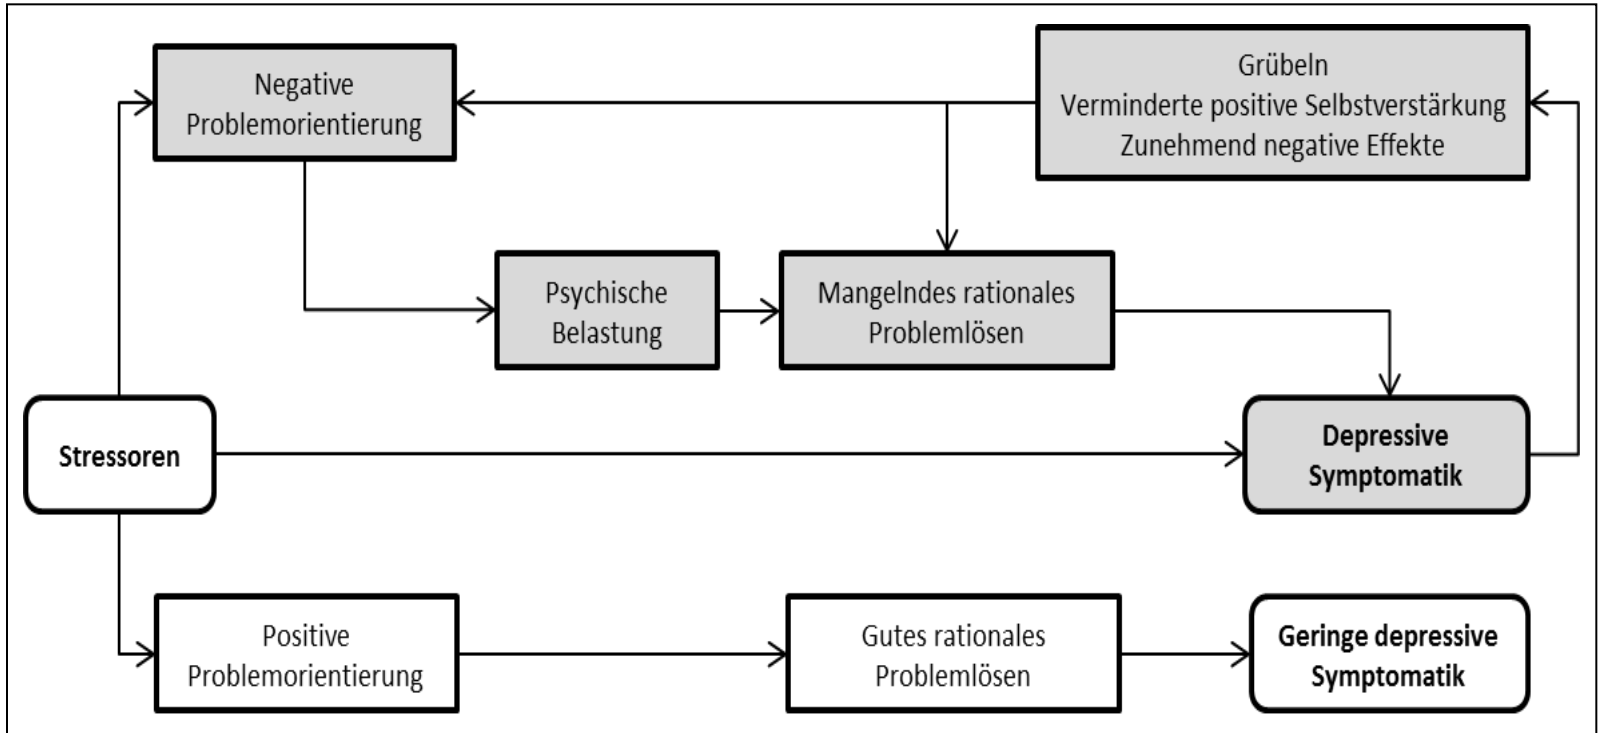 Negative
Problemorientierung
Grübeln
Verminderte positive Selbstverstärkung
Zunehmend negative Effekte
Psychische
Belastung
Mangelndes rationales
Problemlösen
Stressoren
Depressive
Symptomatik
Positive
Problemorientierung
Gutes rationales
Problemlösen
Geringe depressive
Symptomatik